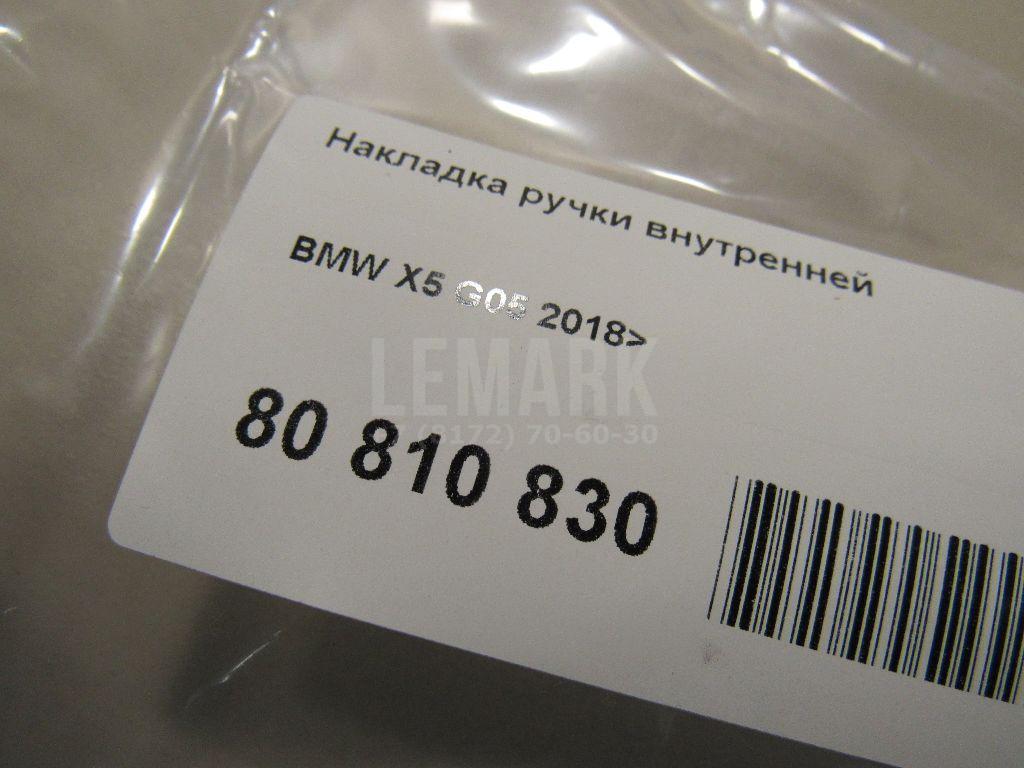 Накладка ручки внутренней
BMW X5 G05 2018>
LEMARK
(8172) 70-60-30
80 810 830